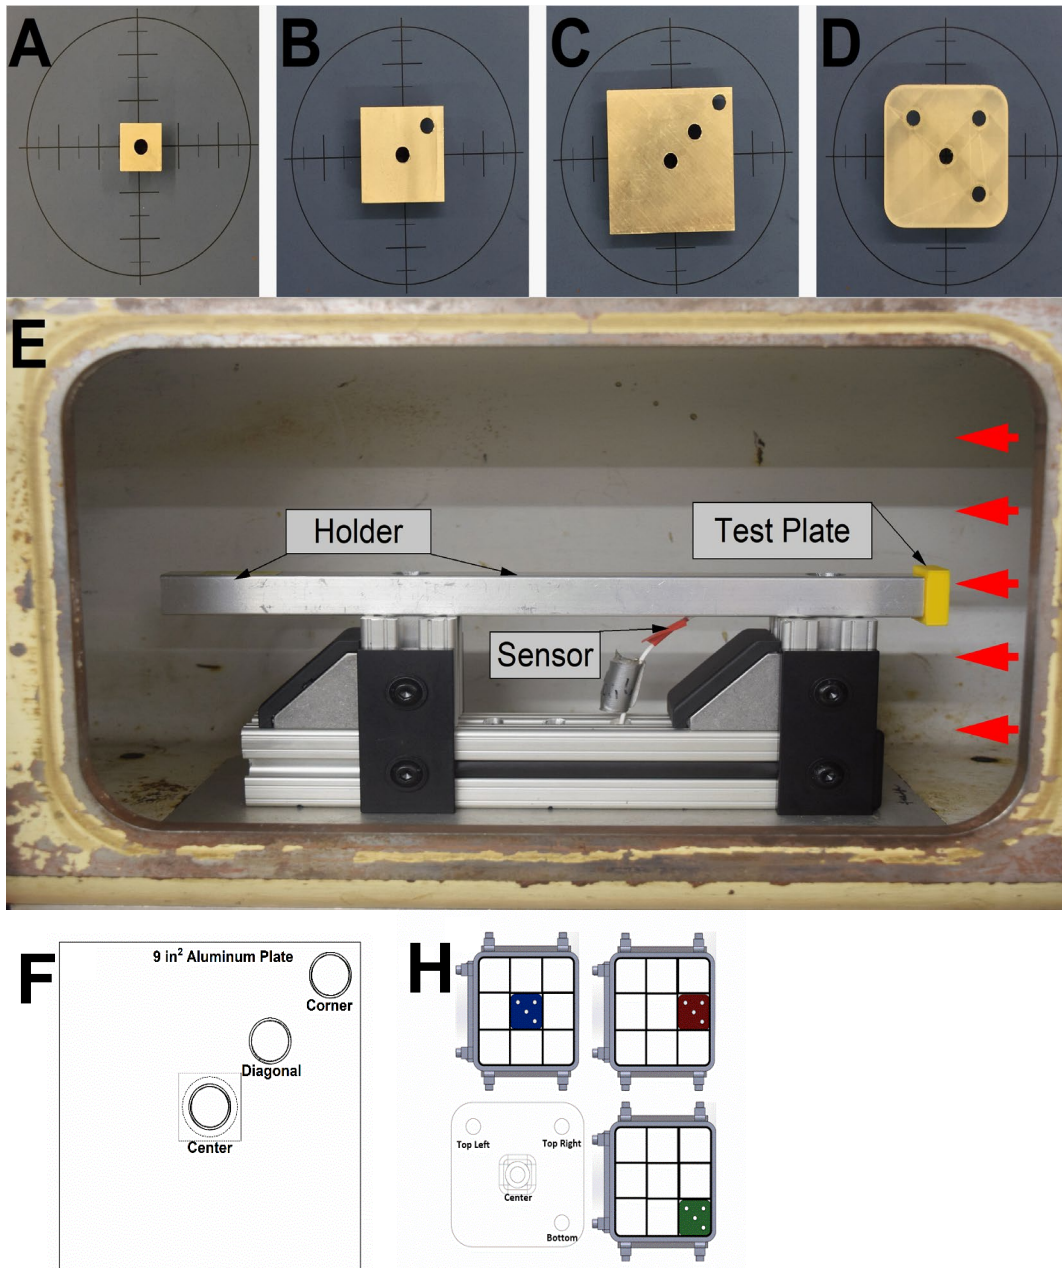 A
B
C
D
E
Holder
Test Plate
Sensor
F
9 in² Aluminum Plate
Corner
Diagonal
Center
H
Top Left
Top Right
Center
Bottom